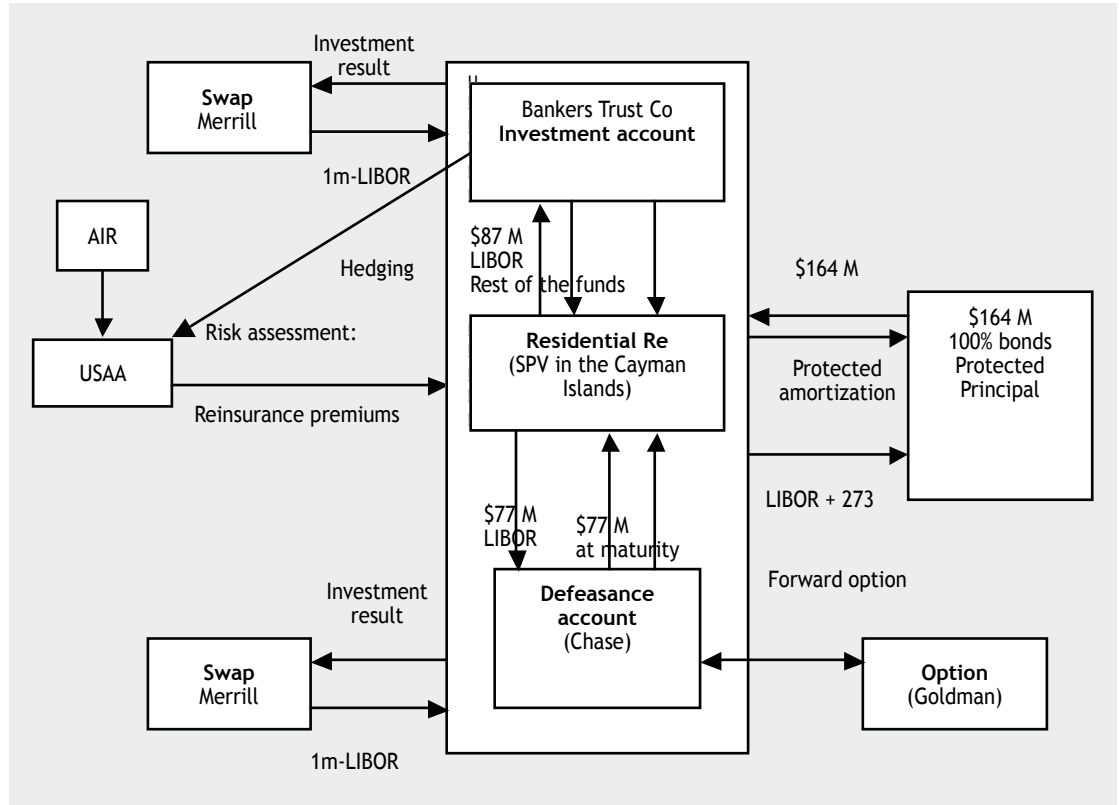 Investment
result
Swap
Merrill
1m-LIBOR
Bankers Trust Co
Investment account
AIR
Hedging
$87 M
LIBOR
Rest of the funds
Risk assessment:
USAA
Reinsurance premiums
Residential Re
(SPV in the Cayman
Islands)
$164 M
$164 M
100% bonds
Protected
Principal
Protected
amortization
LIBOR + 273
$77 M
LIBOR
$77 M
at maturity
Forward option
Investment
result
Defeasance
account
(Chase)
Swap
Merrill
1m-LIBOR
Option
(Goldman)